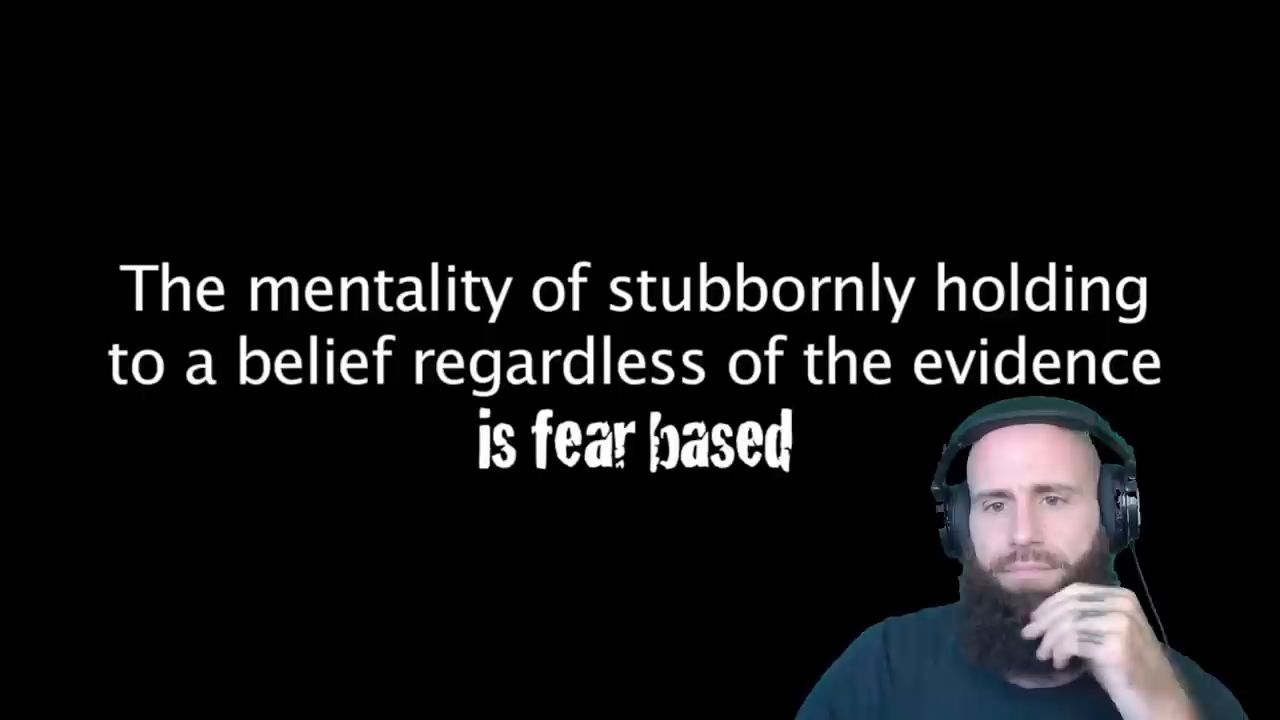 The mentality of stubbornly holding
to a belief regardless of the evidence
is fear based